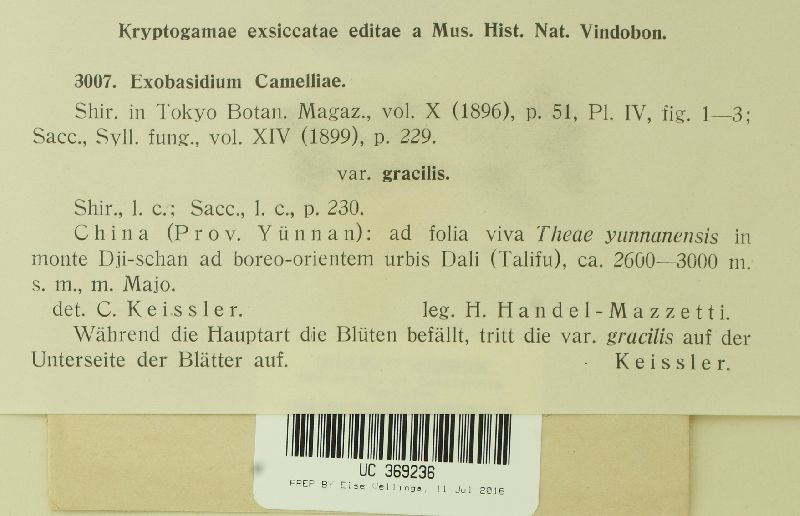 Kryptogamae exsiccatae editae a Mus. Hist. Nat. Vindobon.
3007. Exobasidium Camelliae.
Shir. in Tokyo Botan. Magaz., vol. X (1896), p. 51, Pl. IV, fig. 1—3;
Sacc., Syll. fung., vol. XIV (1899), p. 229.
var. gracilis.
Shir., l. c.; Sacc., l. c., p. 230.
China (Prov. Yünnan): ad folia viva Theae yunnanensis in
monte Dji-schan ad boreo-orientem urbis Dali (Talifu), ca. 2600—3000 m.
s. m., m. Majo.
det. C. Keissler. leg. H. Handel-Mazzetti.
Während die Hauptart die Blüten befällt, tritt die var. gracilis auf der
Unterseite der Blätter auf. Keissler.
UC 369236
PREP BY Else Vellinga, 11 Jul 2016